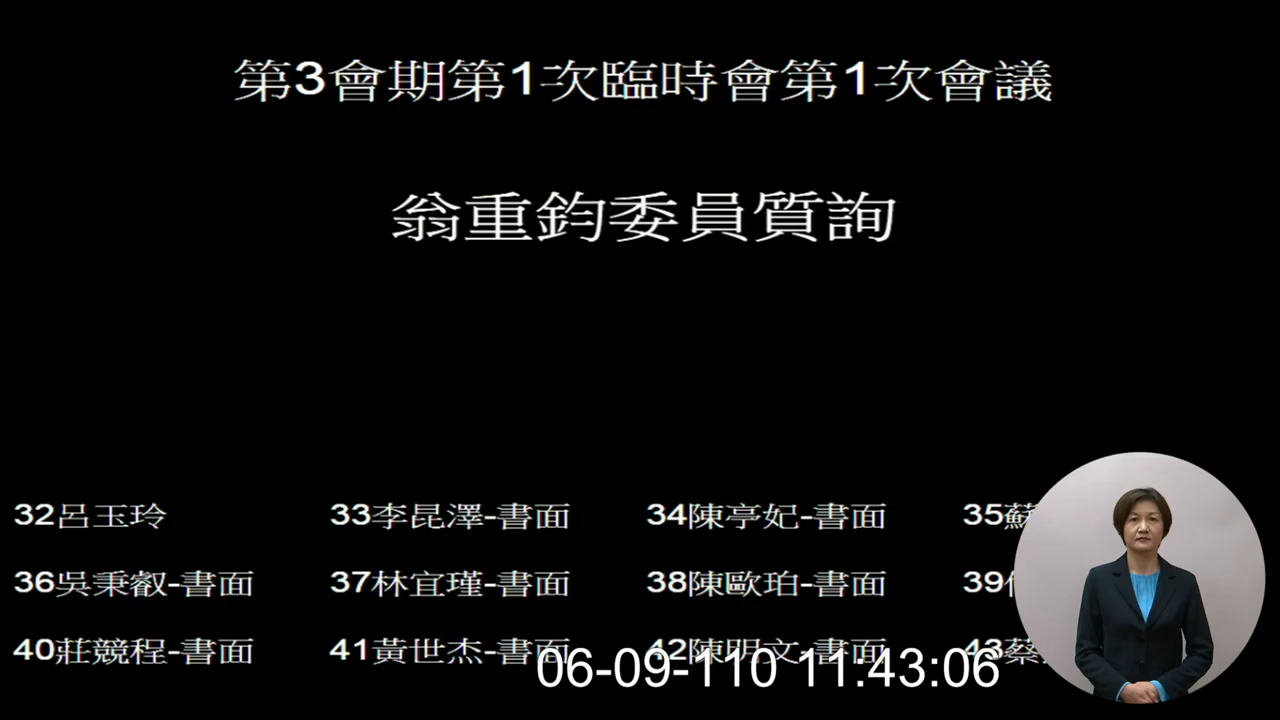 第3會期第1次臨時會第1次會議
翁重鈞委員質詢
32呂玉玲 33李昆澤-書面 34陳亭妃-書面 35蘇
36吳秉叡-書面 37林宜瑾-書面 38陳歐珀-書面 39
40莊競程-書面 41黃世杰-書面 42陳明文-書面 43蔡
06-09-110 11:43:06